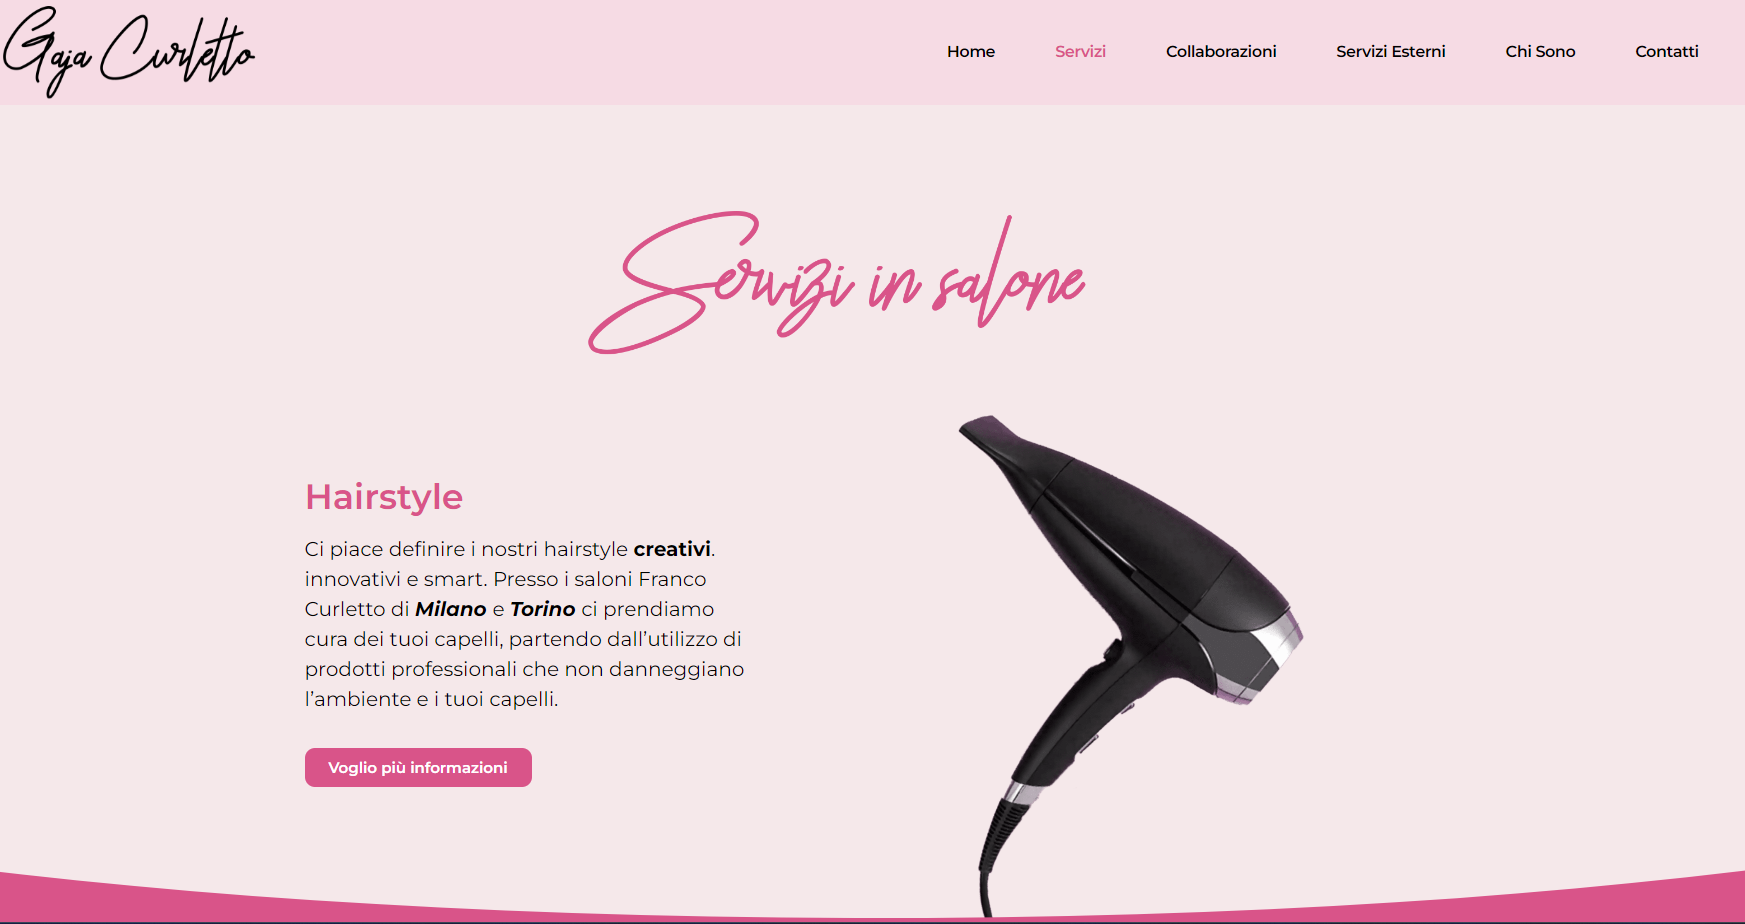 Gaja Curletto
Home
Servizi
Collaborazioni
Servizi Esterni
Chi Sono
Contatti
Servizi in salone
Hairstyle
Ci piace definire i nostri hairstyle creativi.
innovativi e smart. Presso i saloni Franco
Curletto di Milano e Torino ci prendiamo
cura dei tuoi capelli, partendo dall’utilizzo di
prodotti professionali che non danneggiano
l’ambiente e i tuoi capelli.
Voglio più informazioni